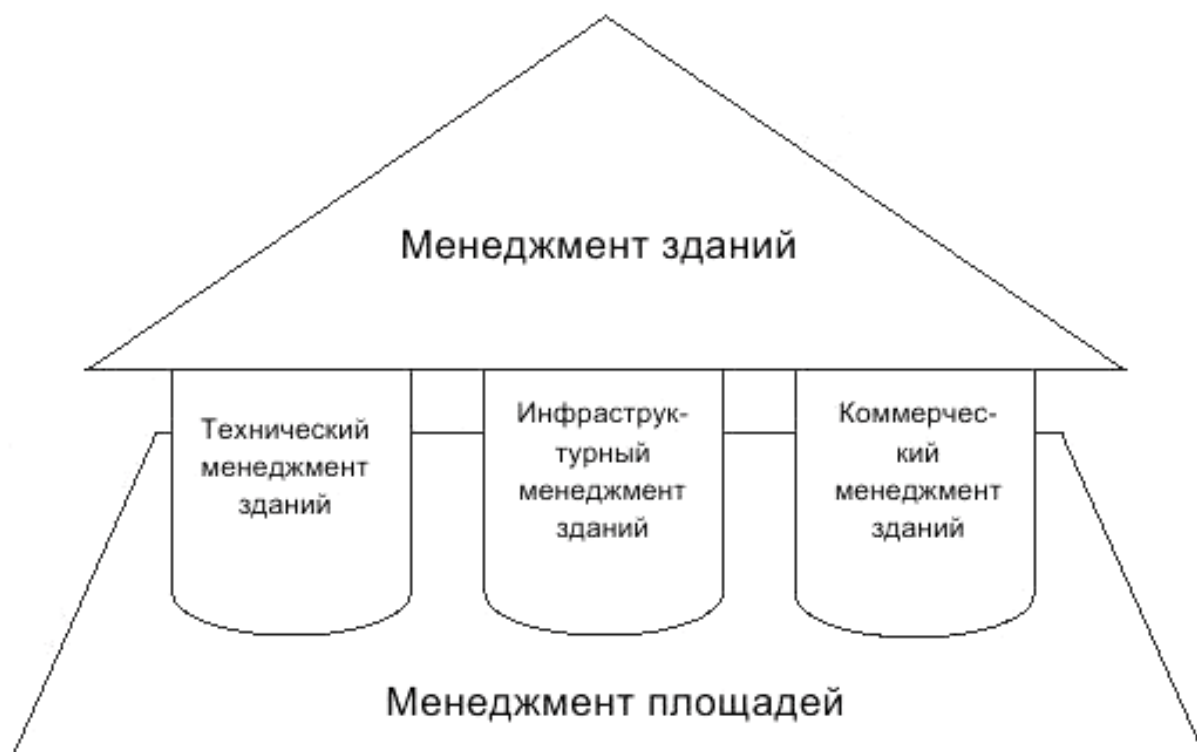 Менеджмент зданий
Технический
менеджмент
зданий
Инфраструк-
турный
менеджмент
зданий
Коммерчес-
кий
менеджмент
зданий
Менеджмент площадей